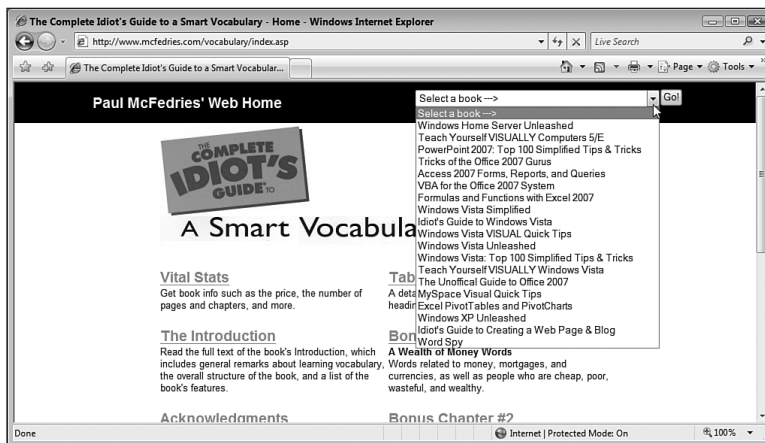 The Complete Idiot's Guide to a Smart Vocabulary - Home - Windows Internet Explorer
http://www.mcfedries.com/vocabulary/index.asp
Live Search
The Complete Idiot's Guide to a Smart Vocabular...
Page
Tools
Paul McFedries' Web Home
Select a book --->
Go!
Select a book --->
Windows Home Server Unleashed
Teach Yourself VISUALLY Computers 5/E
PowerPoint 2007: Top 100 Simplified Tips & Tricks
Tricks of the Office 2007 Gurus
Access 2007 Forms, Reports, and Queries
VBA for the Office 2007 System
Formulas and Functions with Excel 2007
Windows Vista Simplified
Idiot's Guide to Windows Vista
Windows Vista VISUAL Quick Tips
Windows Vista Unleashed
Windows Vista: Top 100 Simplified Tips & Tricks
Teach Yourself VISUALLY Windows Vista
The Unoffical Guide to Office 2007
MySpace Visual Quick Tips
Excel PivotTables and PivotCharts
Windows XP Unleashed
Idiot's Guide to Creating a Web Page & Blog
Word Spy
THE
COMPLETE
IDIOT'S
GUIDE TO
A Smart Vocabula
Vital Stats
Get book info such as the price, the number of
pages and chapters, and more.
Tab
A deta
headin
The Introduction
Read the full text of the book's Introduction, which
includes general remarks about learning vocabulary,
the overall structure of the book, and a list of the
book's features.
Bon
A Wealth of Money Words
Words related to money, mortgages, and
currencies, as well as people who are cheap, poor,
wasteful, and wealthy.
Acknowledgments
Bonus Chapter #2
Done
Internet | Protected Mode: On
100%